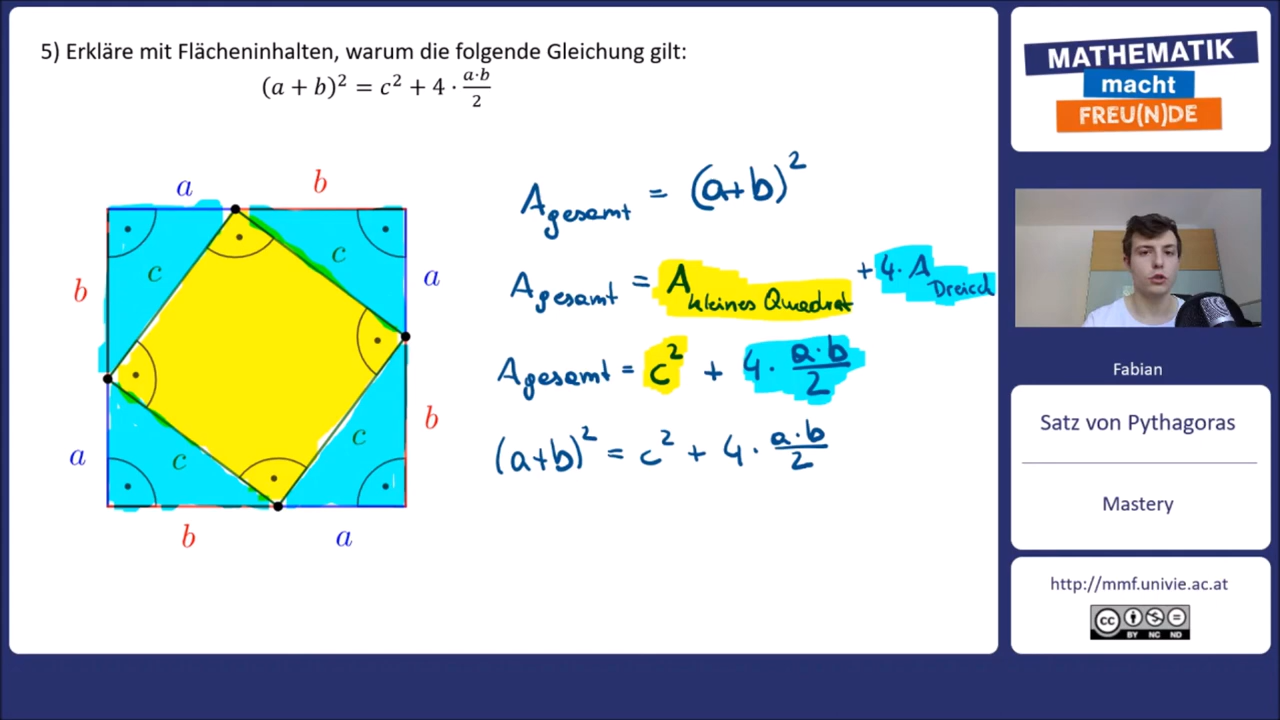 5) Erkläre mit Flächeninhalten, warum die folgende Gleichung gilt:
(a + b)² = c² + 4 · a·b/2
a
b
b
c
c
a
a
c
c
b
b
a
A gesamt = (a+b)²
A gesamt = A kleines Quadrat + 4. A Dreieck
A gesamt = c² + 4. a.b/2
(a+b)² = c² + 4. a.b/2
MATHEMATIK
macht
FREU(N)DE
Fabian
Satz von Pythagoras
Mastery
http://mmf.univie.ac.at
cc
BY NC ND